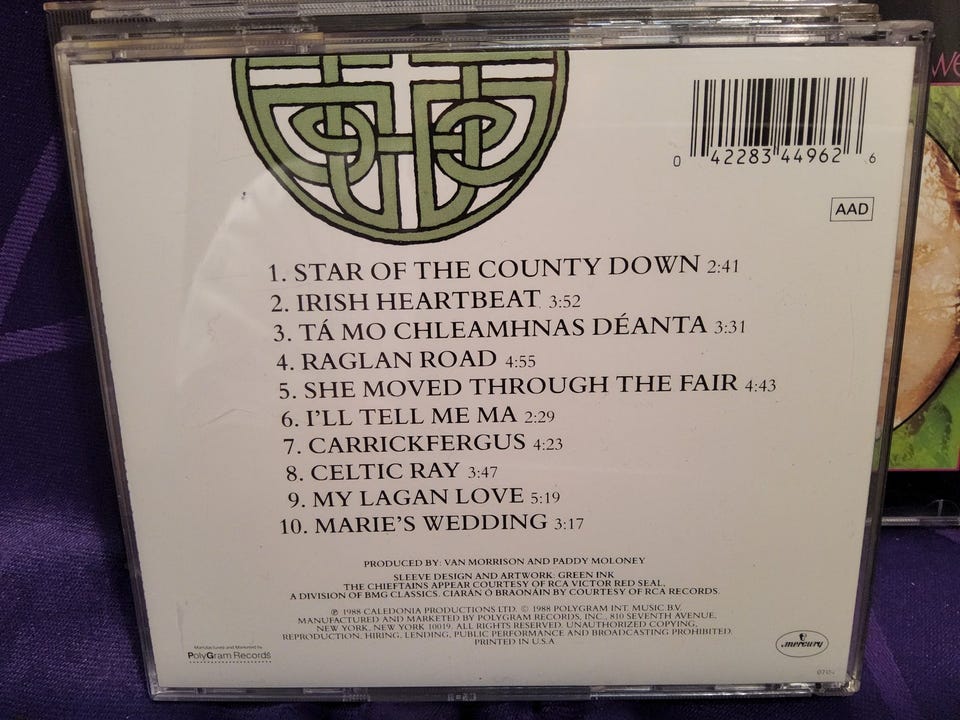 0 42283 44962 6
AAD
1. STAR OF THE COUNTY DOWN 2:41
2. IRISH HEARTBEAT 3:52
3. TÁ MO CHLEAMHNAS DÉANTA 3:31
4. RAGLAN ROAD 4:55
5. SHE MOVED THROUGH THE FAIR 4:43
6. I'LL TELL ME MA 2:29
7. CARRICKFERGUS 4:23
8. CELTIC RAY 3:47
9. MY LAGAN LOVE 5:19
10. MARIE'S WEDDING 3:17
PRODUCED BY: VAN MORRISON AND PADDY MOLONEY
SLEEVE DESIGN AND ARTWORK: GREEN INK
THE CHIEFTAINS APPEAR COURTESY OF RCA VICTOR RED SEAL,
A DIVISION OF BMG CLASSICS. CIARÁN Ó BRAONÁIN BY COURTESY OF RCA RECORDS.
℗ 1988 CALEDONIA PRODUCTIONS LTD. © 1988 POLYGRAM INT. MUSIC B.V.
MANUFACTURED AND MARKETED BY POLYGRAM RECORDS, INC., 810 SEVENTH AVENUE,
NEW YORK, NEW YORK 10019. ALL RIGHTS RESERVED. UNAUTHORIZED COPYING,
REPRODUCTION, HIRING, LENDING, PUBLIC PERFORMANCE AND BROADCASTING PROHIBITED.
PRINTED IN U.S.A
Manufactured and Marketed by
PolyGram Records
mercury